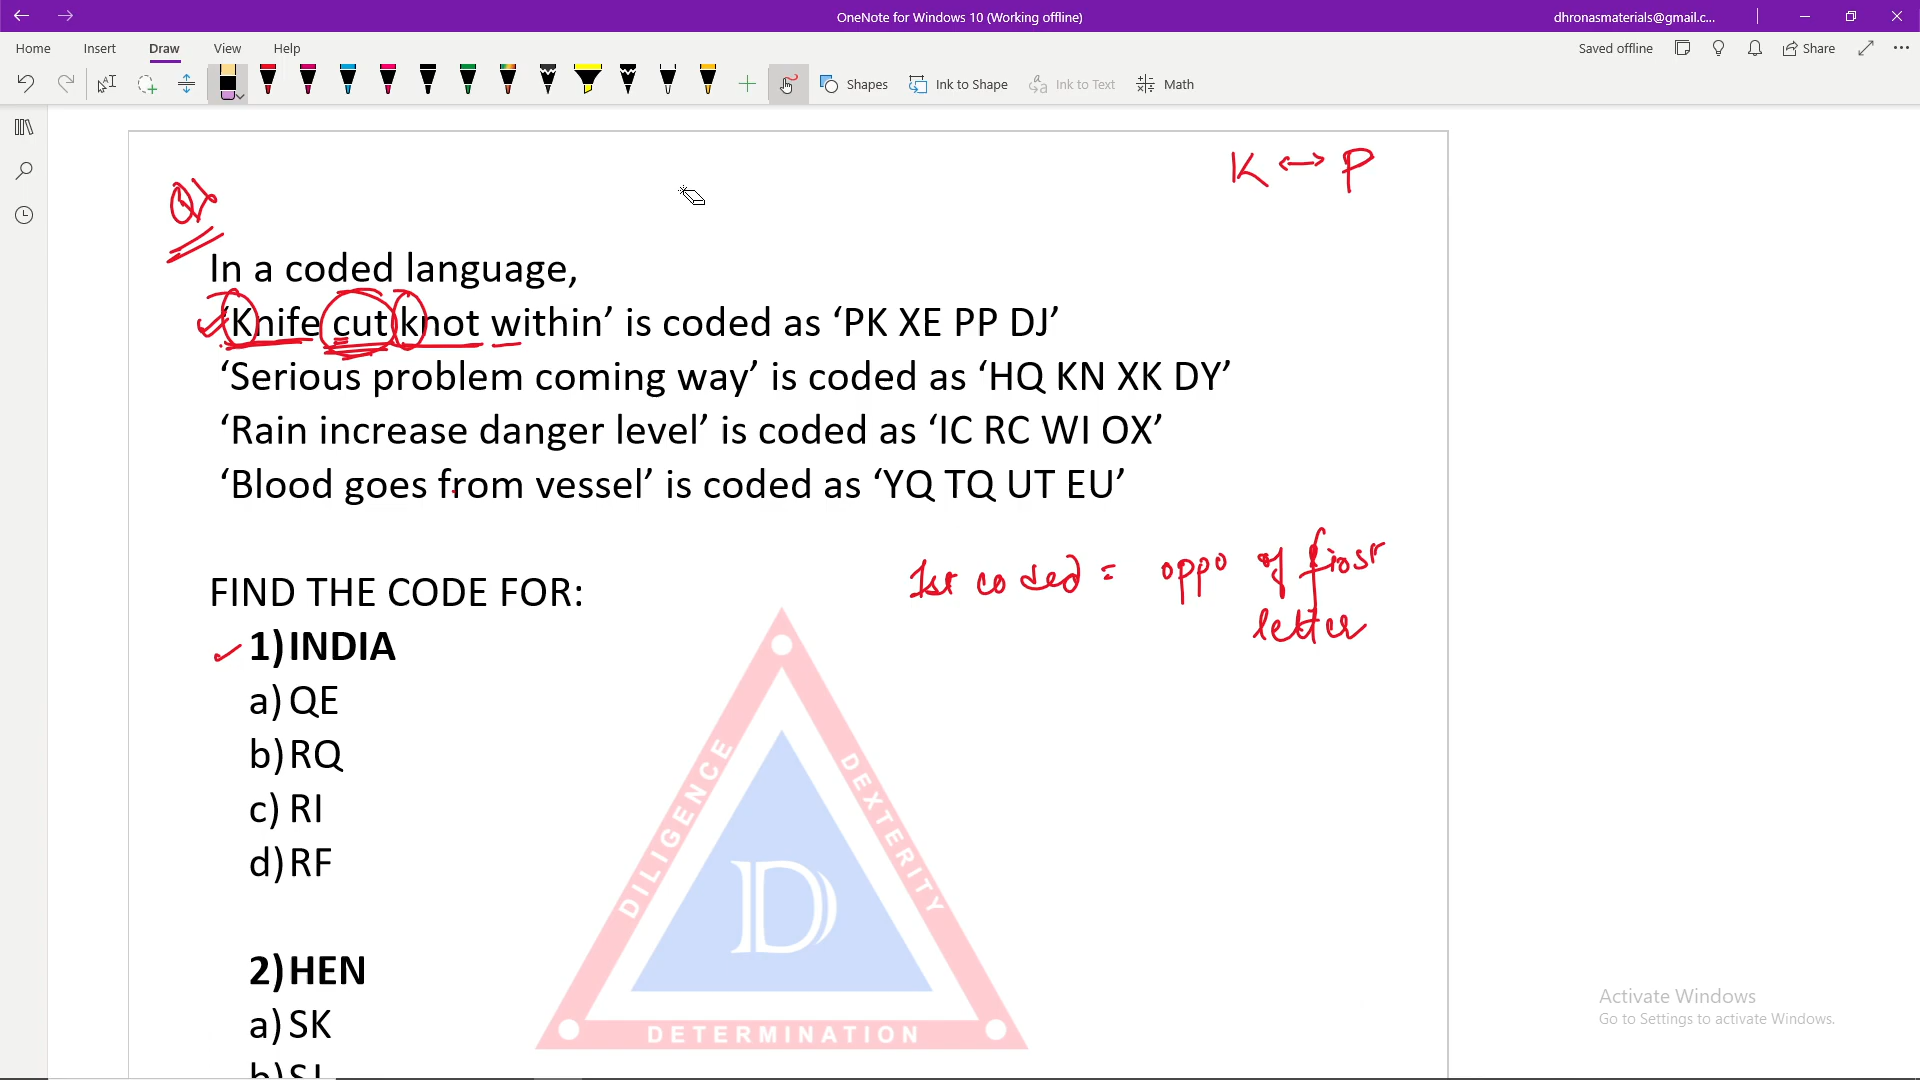 OneNote for Windows 10 (Working offline)
dhronasmaterials@gmail.c...
Home Insert Draw View Help
Saved offline Share
Shapes Ink to Shape Ink to Text Math
K ↔ P
In a coded language,
‘Knife cut knot within’ is coded as ‘PK XE PP DJ’
‘Serious problem coming way’ is coded as ‘HQ KN XK DY’
‘Rain increase danger level’ is coded as ‘IC RC WI OX’
‘Blood goes from vessel’ is coded as ‘YQ TQ UT EU’
1st coded = oppo of first
letter
FIND THE CODE FOR:
1) INDIA
a) QE
b) RQ
c) RI
d) RF
2) HEN
a) SK
DILIGENCE
DEXTERITY
D
DETERMINATION
Activate Windows
Go to Settings to activate Windows.